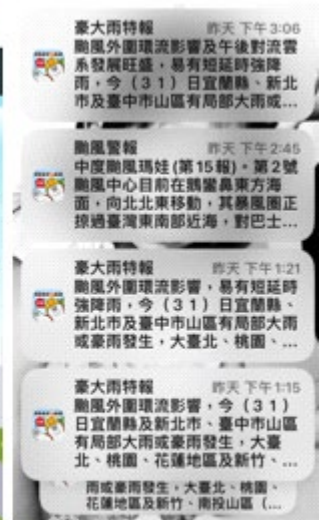 豪大雨特報 昨天 下午3:06
颱風外圍環流影響及午後對流雲
系發展旺盛，易有短延時強降
雨，今（31）日宜蘭縣、新北
市及臺中市山區有局部大雨或...
颱風警報 昨天 下午2:45
中度颱風瑪娃(第15報)。第2號
颱風中心目前在鵝鑾鼻東方海
面，向北北東移動，其暴風圈正
掠過臺灣東南部近海，對巴士...
豪大雨特報 昨天 下午1:21
颱風外圍環流影響，易有短延時
強降雨，今（31）日宜蘭縣、
新北市及臺中市山區有局部大雨
或豪雨發生，大臺北、桃園、...
豪大雨特報 昨天 下午1:15
颱風外圍環流影響，今（31）
日宜蘭縣及新北市、臺中市山區
有局部大雨或豪雨發生，大臺
北、桃園、花蓮地區及新竹、...
雨或豪雨發生，大臺北、桃園、
花蓮地區及新竹、南投山區（...